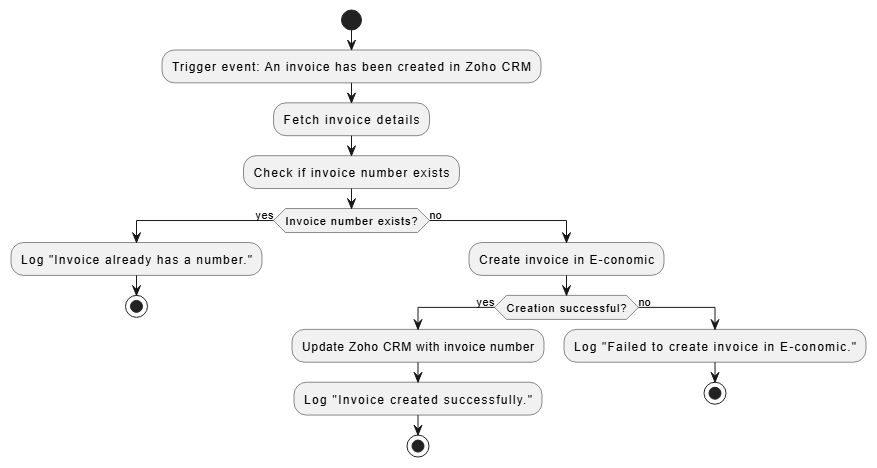 Trigger event: An invoice has been created in Zoho CRM
Fetch invoice details
Check if invoice number exists
yes
Invoice number exists?
no
Log "Invoice already has a number."
Create invoice in E-conomic
yes
Creation successful?
no
Update Zoho CRM with invoice number
Log "Failed to create invoice in E-conomic."
Log "Invoice created successfully."